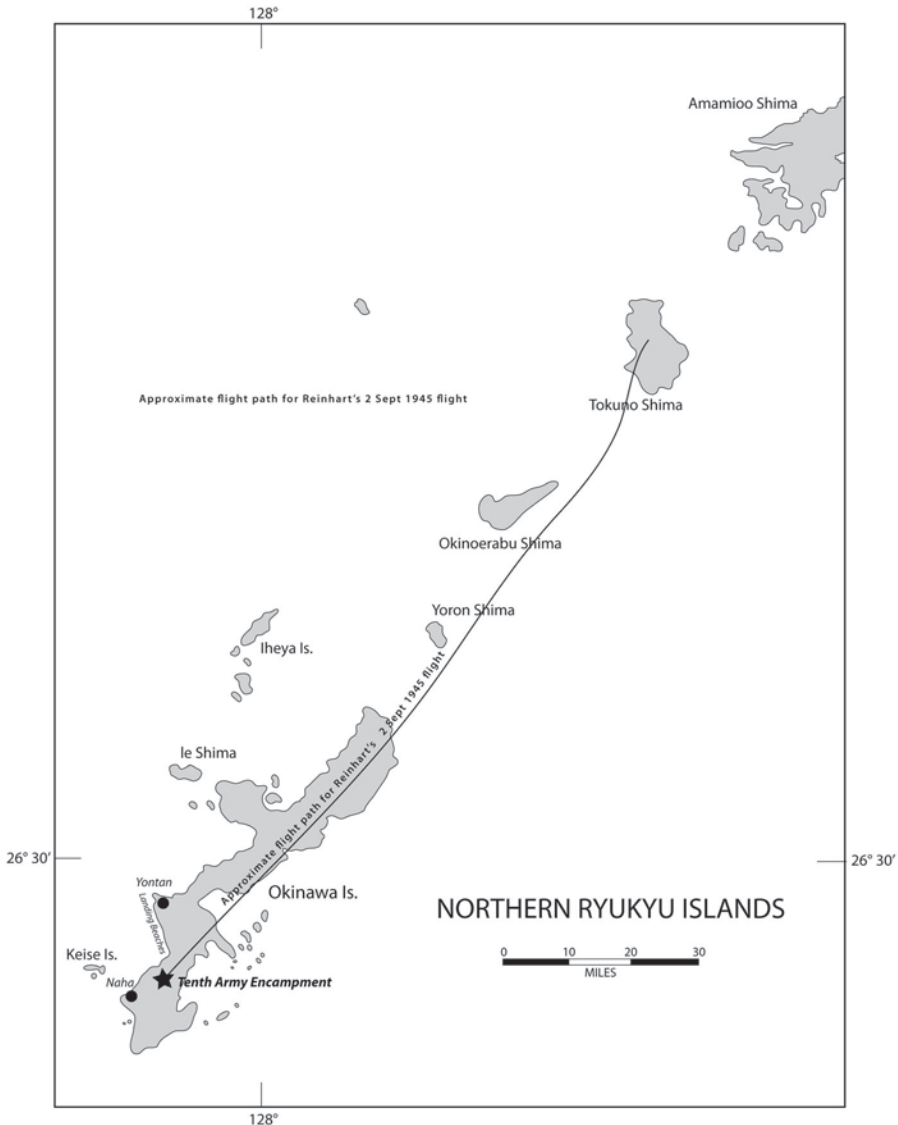 128°
Amamioo Shima
Approximate flight path for Reinhart's 2 Sept 1945 flight
Tokuno Shima
Okinoerabu Shima
Yoron Shima
Iheya Is.
Approximate flight path for Reinhart's 2 Sept 1945 flight
Ie Shima
26° 30'
26° 30'
Yontan
Okinawa Is.
Landing Beaches
NORTHERN RYUKYU ISLANDS
Keise Is.
0 10 20 30
MILES
Naha
Tenth Army Encampment
128°